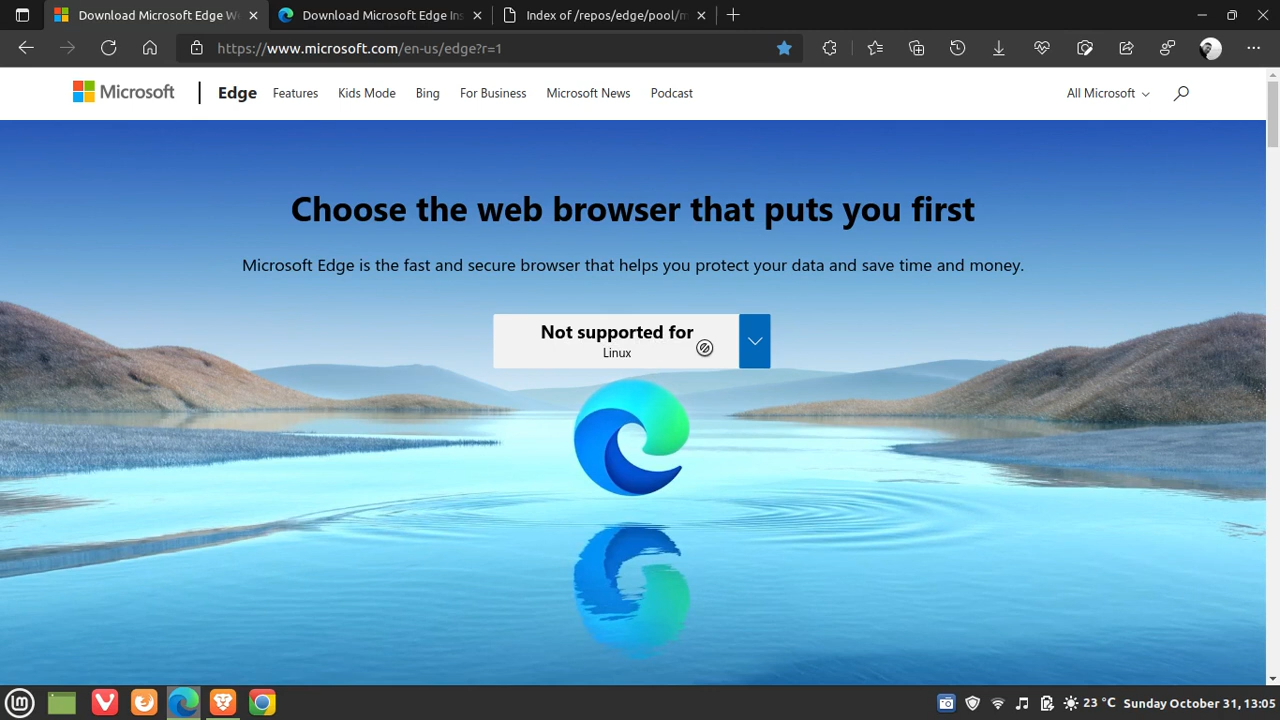 Download Microsoft Edge W
Download Microsoft Edge Ins
Index of /repos/edge/pool/m
https://www.microsoft.com/en-us/edge?r=1
Microsoft
Edge
Features
Kids Mode
Bing
For Business
Microsoft News
Podcast
All Microsoft
Choose the web browser that puts you first
Microsoft Edge is the fast and secure browser that helps you protect your data and save time and money.
Not supported for
Linux
23 °C
Sunday October 31, 13:05